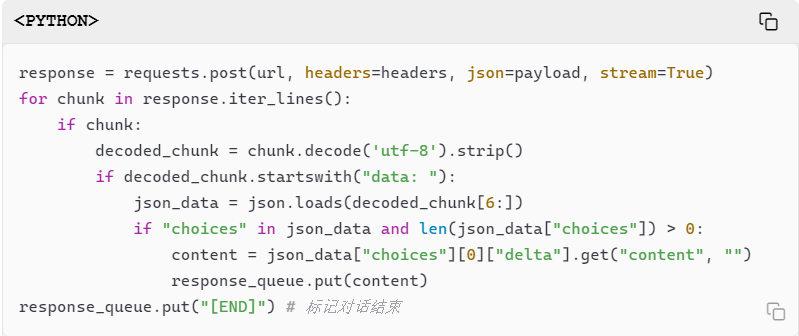 <PYTHON>
response = requests.post(url, headers=headers, json=payload, stream=True)
for chunk in response.iter_lines():
    if chunk:
        decoded_chunk = chunk.decode('utf-8').strip()
        if decoded_chunk.startswith("data: "):
            json_data = json.loads(decoded_chunk[6:])
            if "choices" in json_data and len(json_data["choices"]) > 0:
                content = json_data["choices"][0]["delta"].get("content", "")
                response_queue.put(content)
response_queue.put("[END]") # 标记对话结束